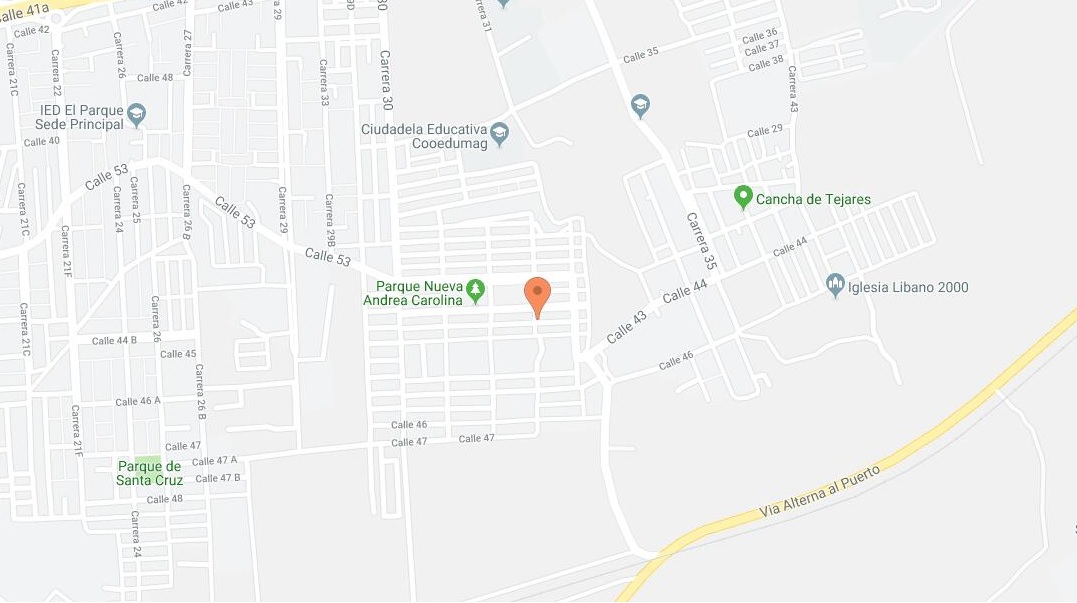 alle 41a
Calle 42
Calle 43
Calle 42
Carrera 21C
Carrera 22
Carrera 26
Carrera 27
Calle 48
a 29
Carrera 33
29D
30
Carrera 30
rrera 31
Calle 35
Calle 36
Calle 37
Calle 38
Carrera 43
IED El Parque
Sede Principal
Calle 40
Ciudadela Educativa
Cooedumag
Calle 29
Calle 53
Carrera 21C
Carrera 24
Carrera 25
Carrera 26 B
Calle 53
Carrera 29
Carrera 29B
Calle 53
Cancha de Tejares
Carrera 35
Calle 44
Carrera 21F
Parque Nueva
Andrea Carolina
Calle 44
Iglesia Libano 2000
Carrera 21C
Carrera 26
Calle 43
Calle 44 B
Calle 45
Calle 46
Carrera 26 B
Calle 46 A
Carrera 21F
Calle 46
Calle 47
Calle 47
Calle 47
Calle 47 A
Parque de
Santa Cruz
Calle 47 B
Calle 48
Carrera 24
Via Alterna al Puerto